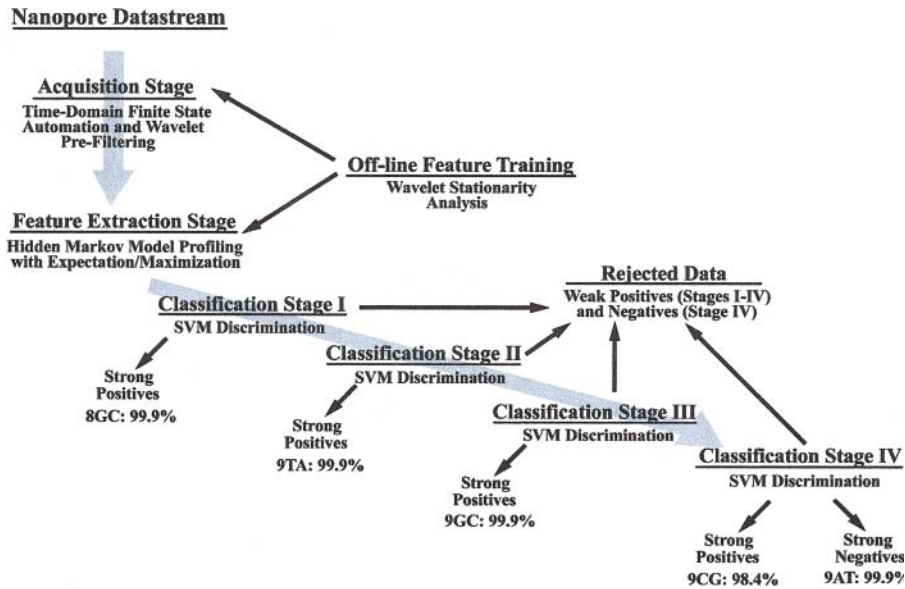 Nanopore Datastream
Acquisition Stage
Time-Domain Finite State
Automation and Wavelet
Pre-Filtering
Off-line Feature Training
Wavelet Stationarity
Analysis
Feature Extraction Stage
Hidden Markov Model Profiling
with Expectation/Maximization
Rejected Data
Weak Positives (Stages I-IV)
and Negatives (Stage IV)
Classification Stage I
SVM Discrimination
Strong
Positives
8GC: 99.9%
Classification Stage II
SVM Discrimination
Strong
Positives
9TA: 99.9%
Classification Stage III
SVM Discrimination
Strong
Positives
9GC: 99.9%
Classification Stage IV
SVM Discrimination
Strong
Positives
9CG: 98.4%
Strong
Negatives
9AT: 99.9%